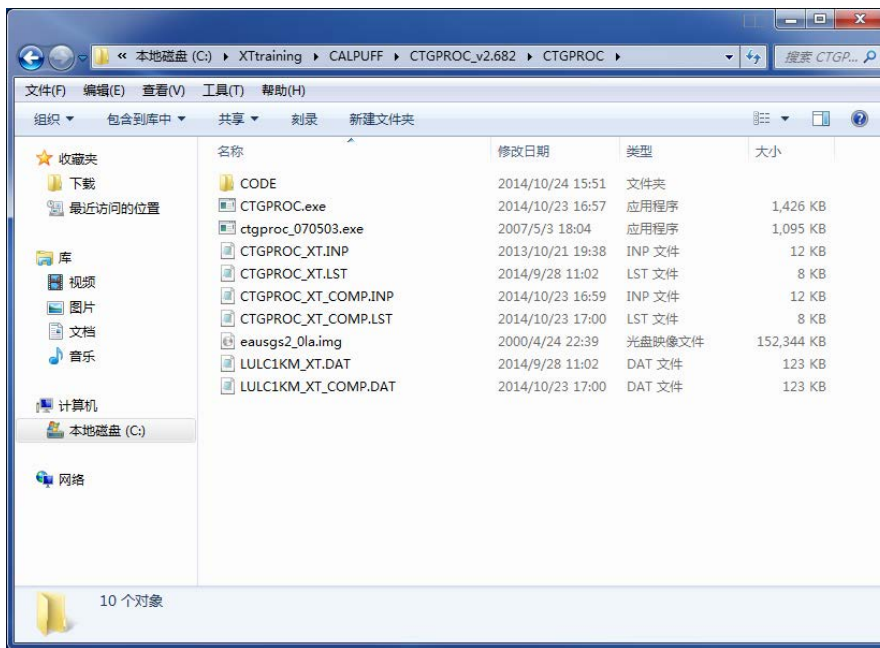 « 本地磁盘 (C:) ▸ XTtraining ▸ CALPUFF ▸ CTGPROC_v2.682 ▸ CTGPROC ▸ 搜索 CTGP...
文件(F) 编辑(E) 查看(V) 工具(T) 帮助(H)
组织 包含到库中 共享 刻录 新建文件夹
收藏夹
下载
最近访问的位置
库
视频
图片
文档
音乐
计算机
本地磁盘 (C:)
网络
名称 修改日期 类型 大小
CODE 2014/10/24 15:51 文件夹
CTGPROC.exe 2014/10/23 16:57 应用程序 1,426 KB
ctgproc_070503.exe 2007/5/3 18:04 应用程序 1,095 KB
CTGPROC_XT.INP 2013/10/21 19:38 INP 文件 12 KB
CTGPROC_XT.LST 2014/9/28 11:02 LST 文件 8 KB
CTGPROC_XT_COMP.INP 2014/10/23 16:59 INP 文件 12 KB
CTGPROC_XT_COMP.LST 2014/10/23 17:00 LST 文件 8 KB
eausgs2_0la.img 2000/4/24 22:39 光盘映像文件 152,344 KB
LULC1KM_XT.DAT 2014/9/28 11:02 DAT 文件 123 KB
LULC1KM_XT_COMP.DAT 2014/10/23 17:00 DAT 文件 123 KB
10 个对象